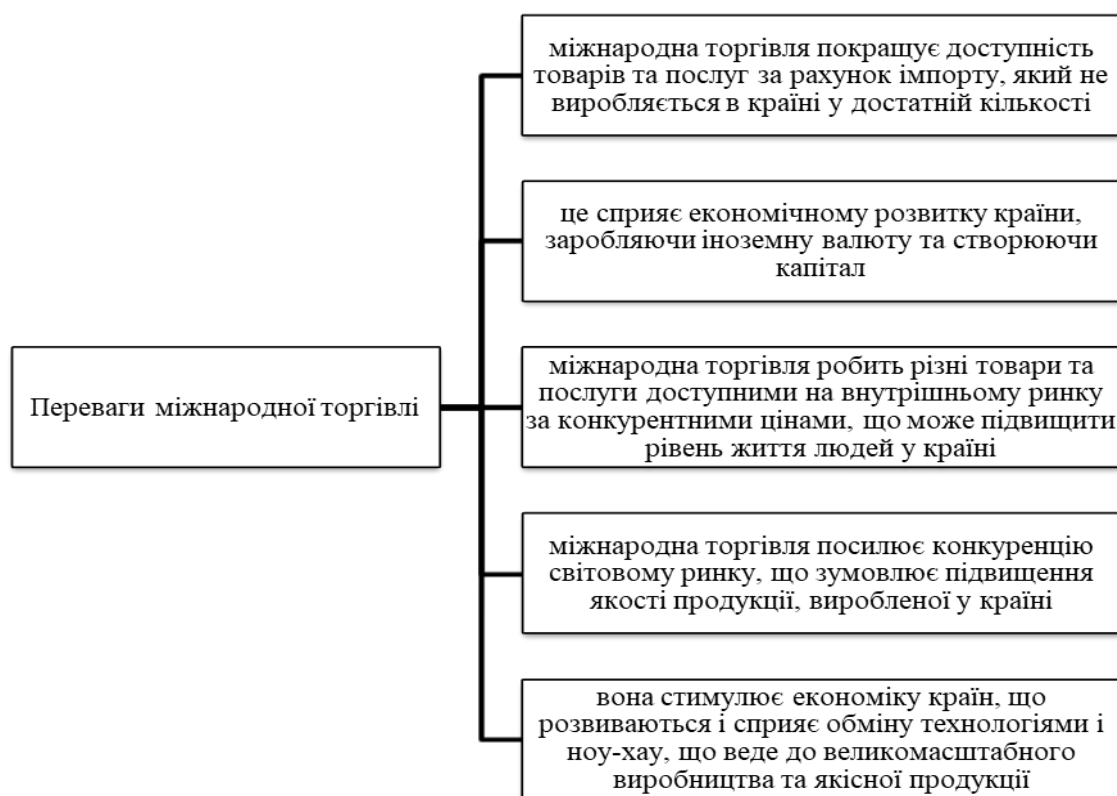 міжнародна торгівля покращує доступність
товарів та послуг за рахунок імпорту, який не
виробляється в країні у достатній кількості
це сприяє економічному розвитку країни,
заробляючи іноземну валюту та створюючи
капітал
Переваги міжнародної торгівлі
міжнародна торгівля робить різні товари та
послуги доступними на внутрішньому ринку
за конкурентними цінами, що може підвищити
рівень життя людей у країні
міжнародна торгівля посилює конкуренцію
світовому ринку, що зумовлює підвищення
якості продукції, виробленої у країні
вона стимулює економіку країн, що
розвиваються і сприяє обміну технологіями і
ноу-хау, що веде до великомасштабного
виробництва та якісної продукції